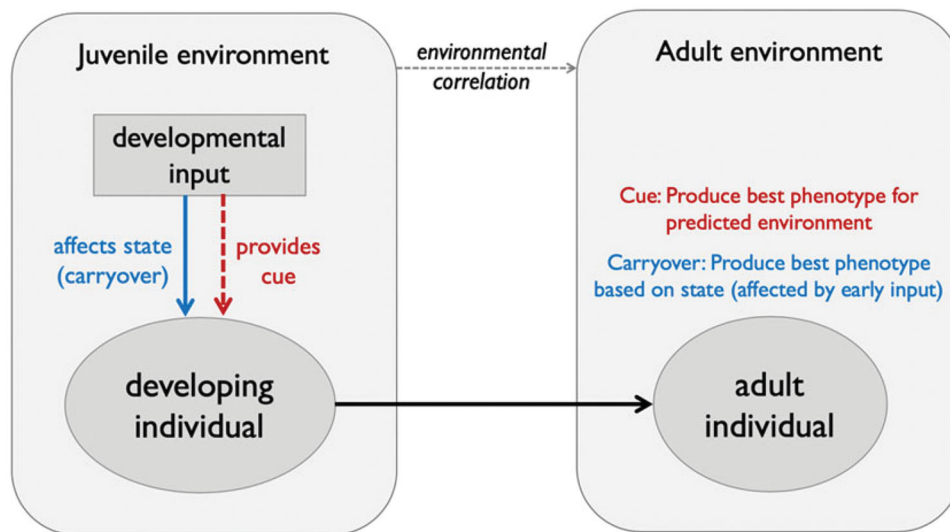 Juvenile environment
developmental
input
affects state
(carryover)
provides
cue
developing
individual
environmental
correlation
Adult environment
Cue: Produce best phenotype for
predicted environment
Carryover: Produce best phenotype
based on state (affected by early input)
adult
individual